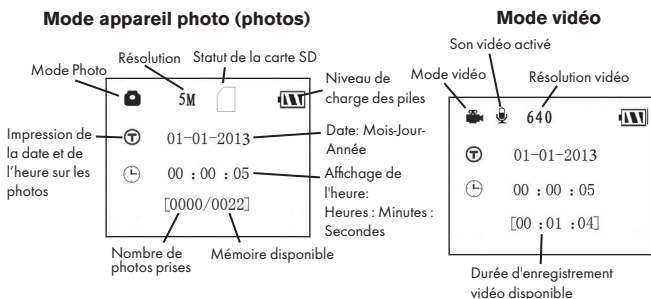 Mode appareil photo (photos)
Résolution
Statut de la carte SD
Mode Photo
5M
Niveau de
charge des piles
Impression de
la date et de
l'heure sur les
photos
T
01-01-2013
Date: Mois-Jour-
Année
00 : 00 : 05
Affichage de
l'heure:
Heures : Minutes :
Secondes
[0000/0022]
Nombre de
photos prises
Mémoire disponible
Mode vidéo
Son vidéo activé
Mode vidéo
Résolution vidéo
640
T
01-01-2013
00 : 00 : 05
[00 : 01 : 04]
Durée d'enregistrement
vidéo disponible